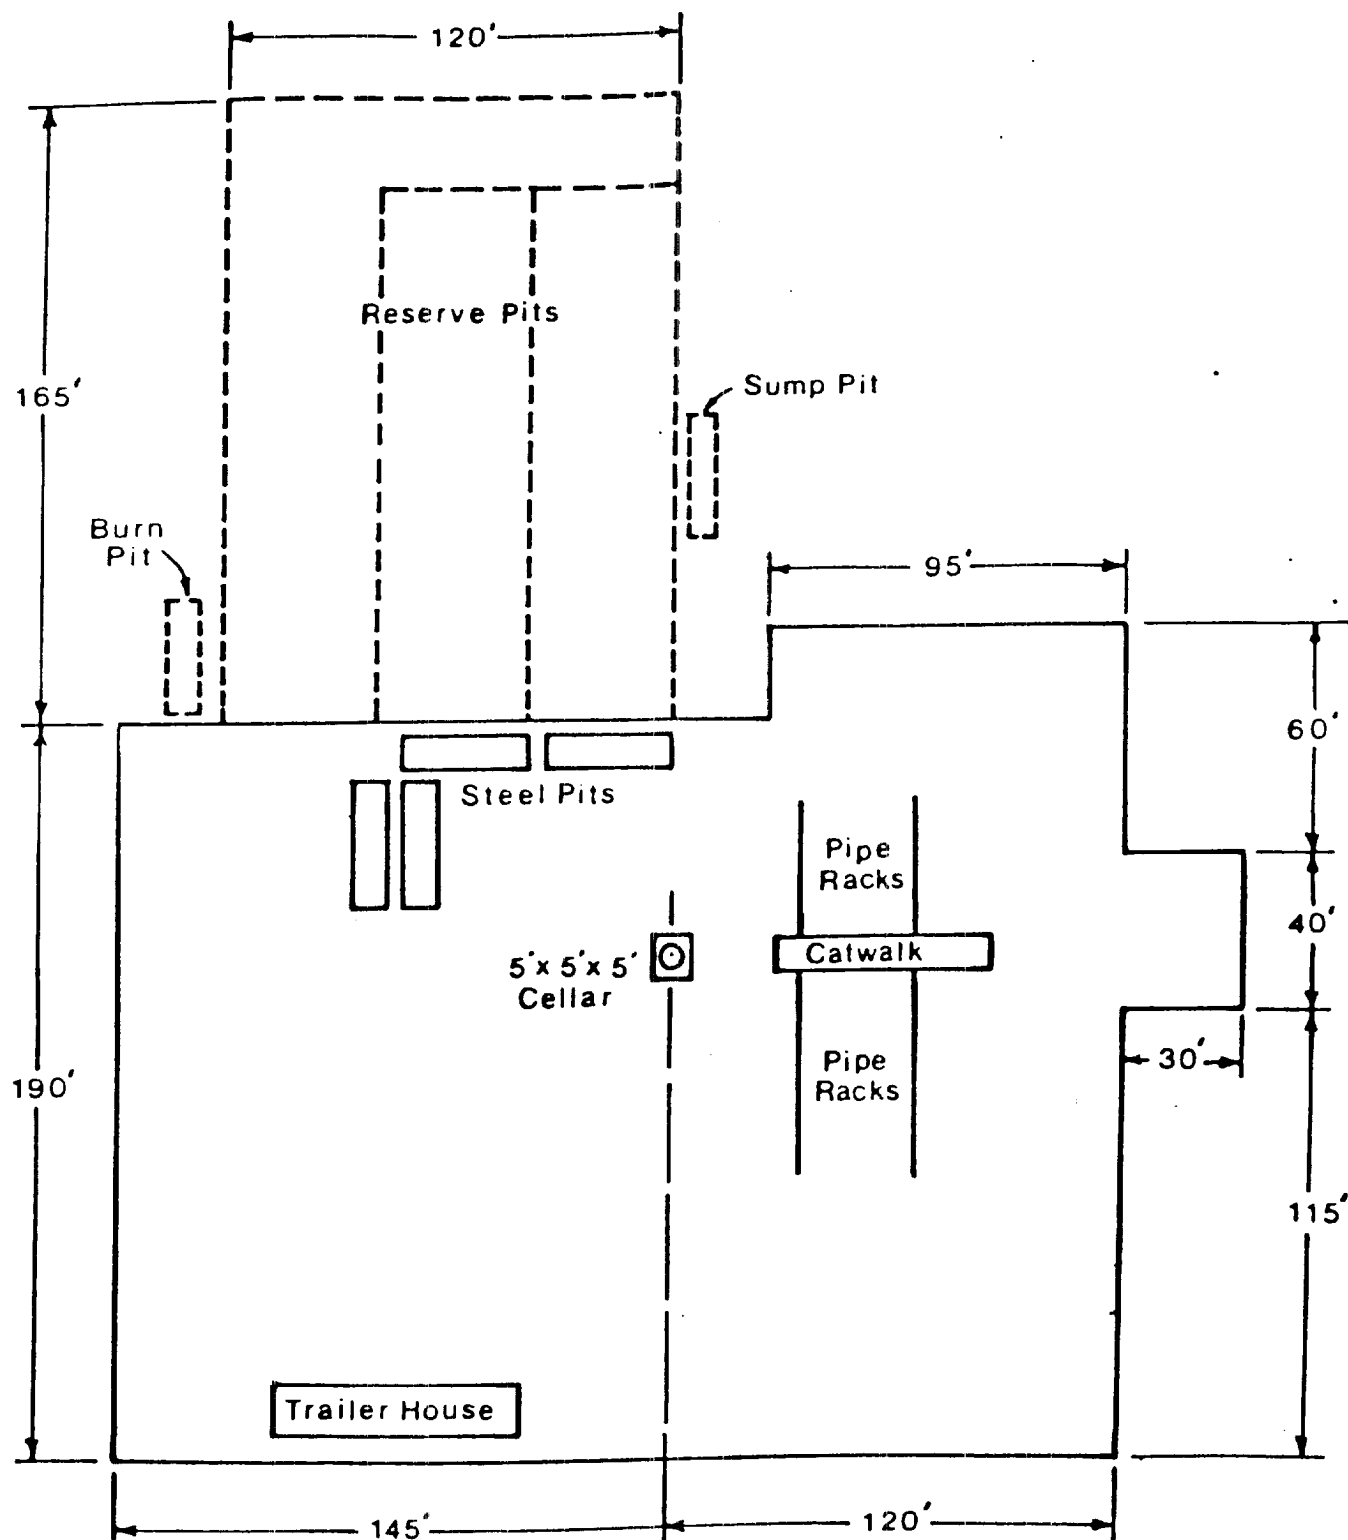 120'
165'
Reserve Pits
Sump Pit
Burn
Pit
95'
60'
Steel Pits
Pipe
Racks
40'
5'x 5'x 5'
Cellar
Catwalk
30'
Pipe
Racks
190'
115'
Trailer House
145'
120'